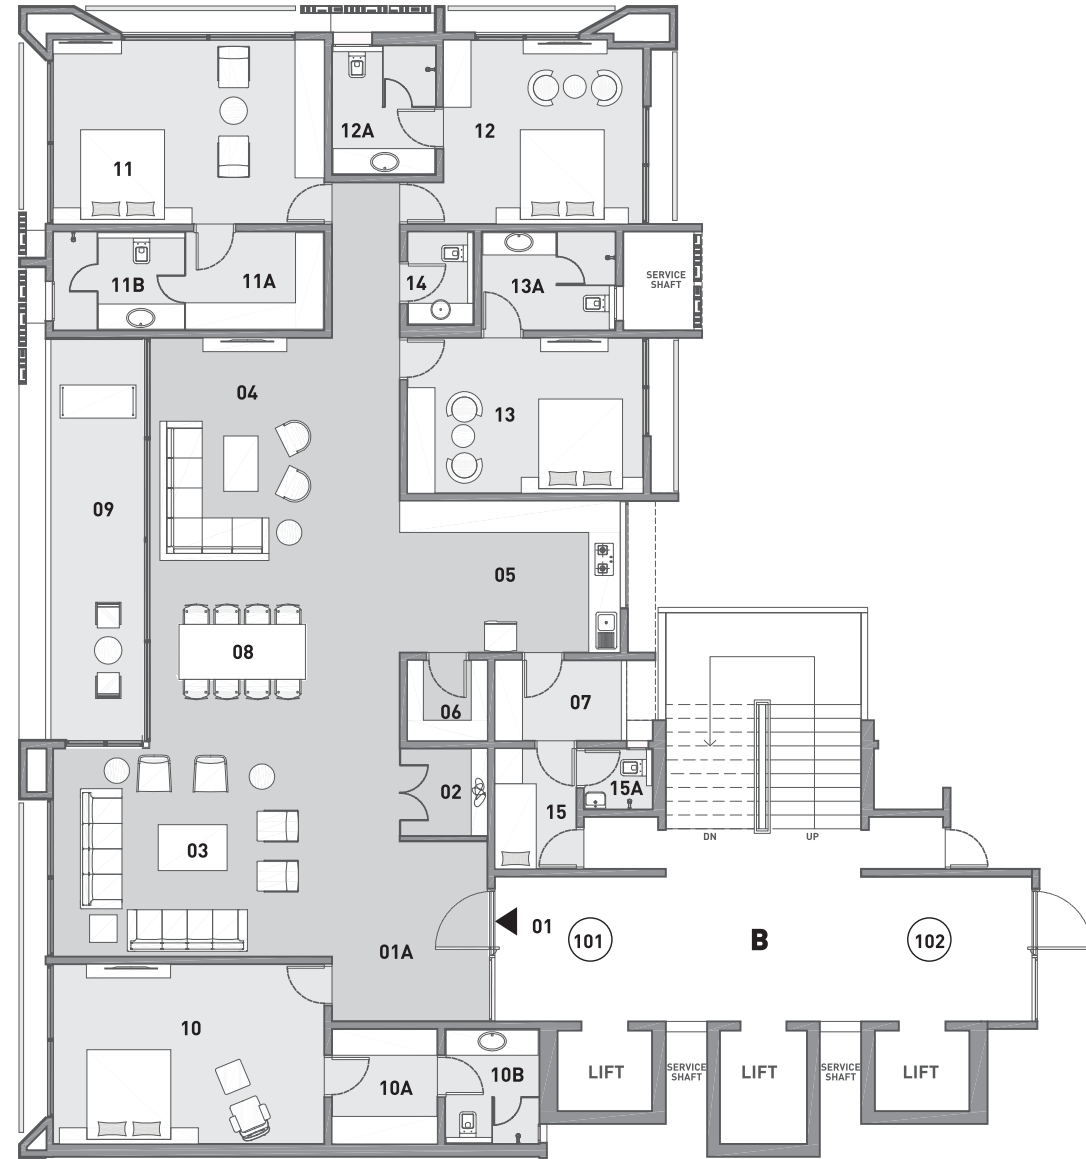 12A
12
11
11B
11A
14
13A
SERVICE
SHAFT
04
13
09
05
08
06
07
02
15A
15
DN
UP
03
01
101
B
102
01A
10
LIFT
SERVICE
SHAFT
LIFT
SERVICE
SHAFT
LIFT
10A
10B